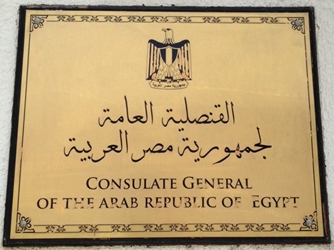 القنصلية العامة
لجمهورية مصر العربية
CONSULATE GENERAL
OF THE ARAB REPUBLIC OF EGYPT